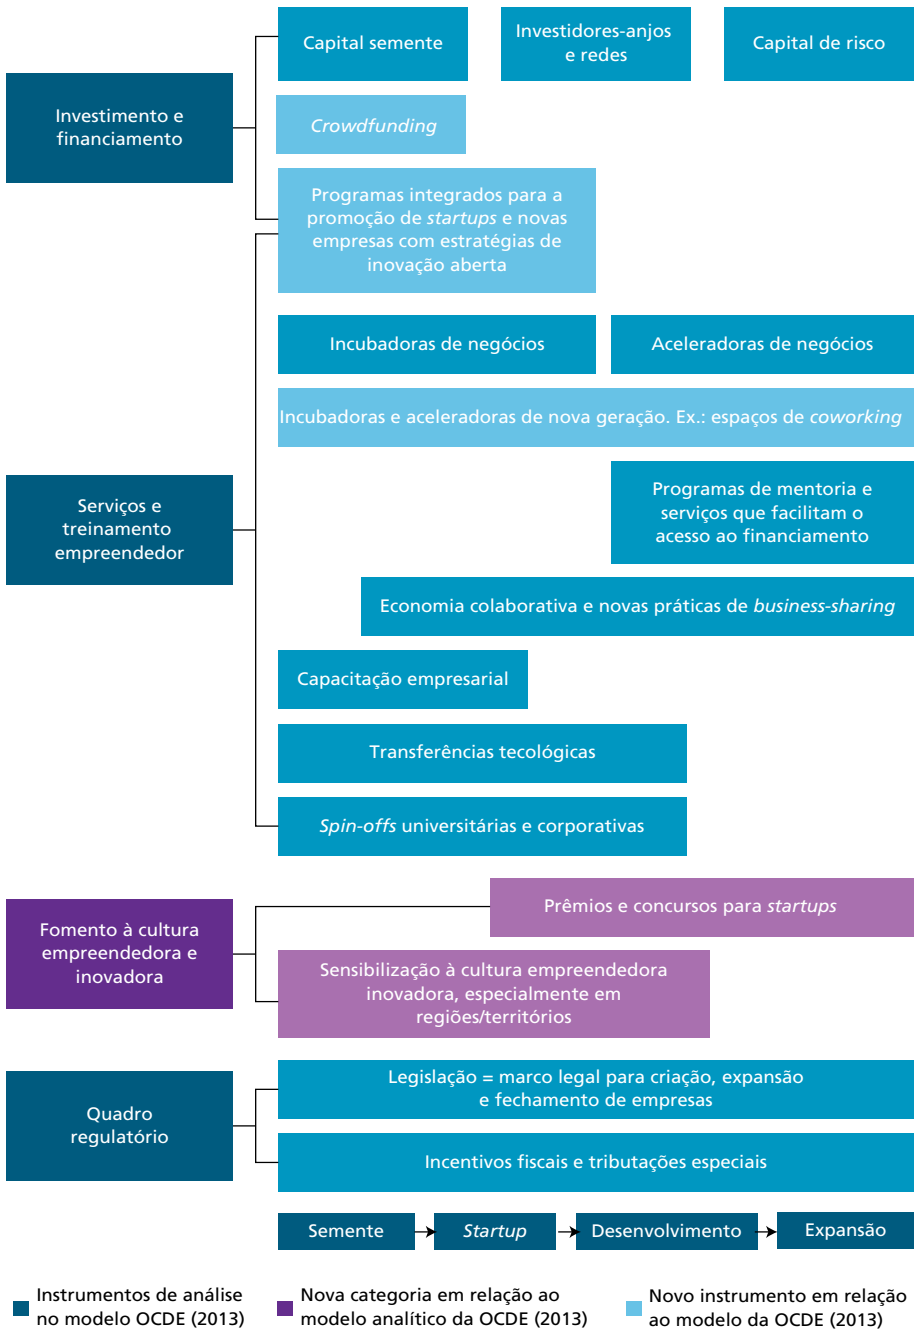 Capital semente
Investidores-anjos
e redes
Capital de risco
Investimento e
financiamento
Crowdfunding
Programas integrados para a
promoção de startups e novas
empresas com estratégias de
inovação aberta
Incubadoras de negócios
Aceleradoras de negócios
Incubadoras e aceleradoras de nova geração. Ex.: espaços de coworking
Serviços e
treinamento
empreendedor
Programas de mentoria e
serviços que facilitam o
acesso ao financiamento
Economia colaborativa e novas práticas de business-sharing
Capacitação empresarial
Transferências tecológicas
Spin-offs universitárias e corporativas
Fomento à cultura
empreendedora e
inovadora
Prêmios e concursos para startups
Sensibilização à cultura empreendedora
inovadora, especialmente em
regiões/territórios
Quadro
regulatório
Legislação = marco legal para criação, expansão
e fechamento de empresas
Incentivos fiscais e tributações especiais
Semente
Startup
Desenvolvimento
Expansão
Instrumentos de análise
no modelo OCDE (2013)
Nova categoria em relação ao
modelo analítico da OCDE (2013)
Novo instrumento em relação
ao modelo da OCDE (2013)